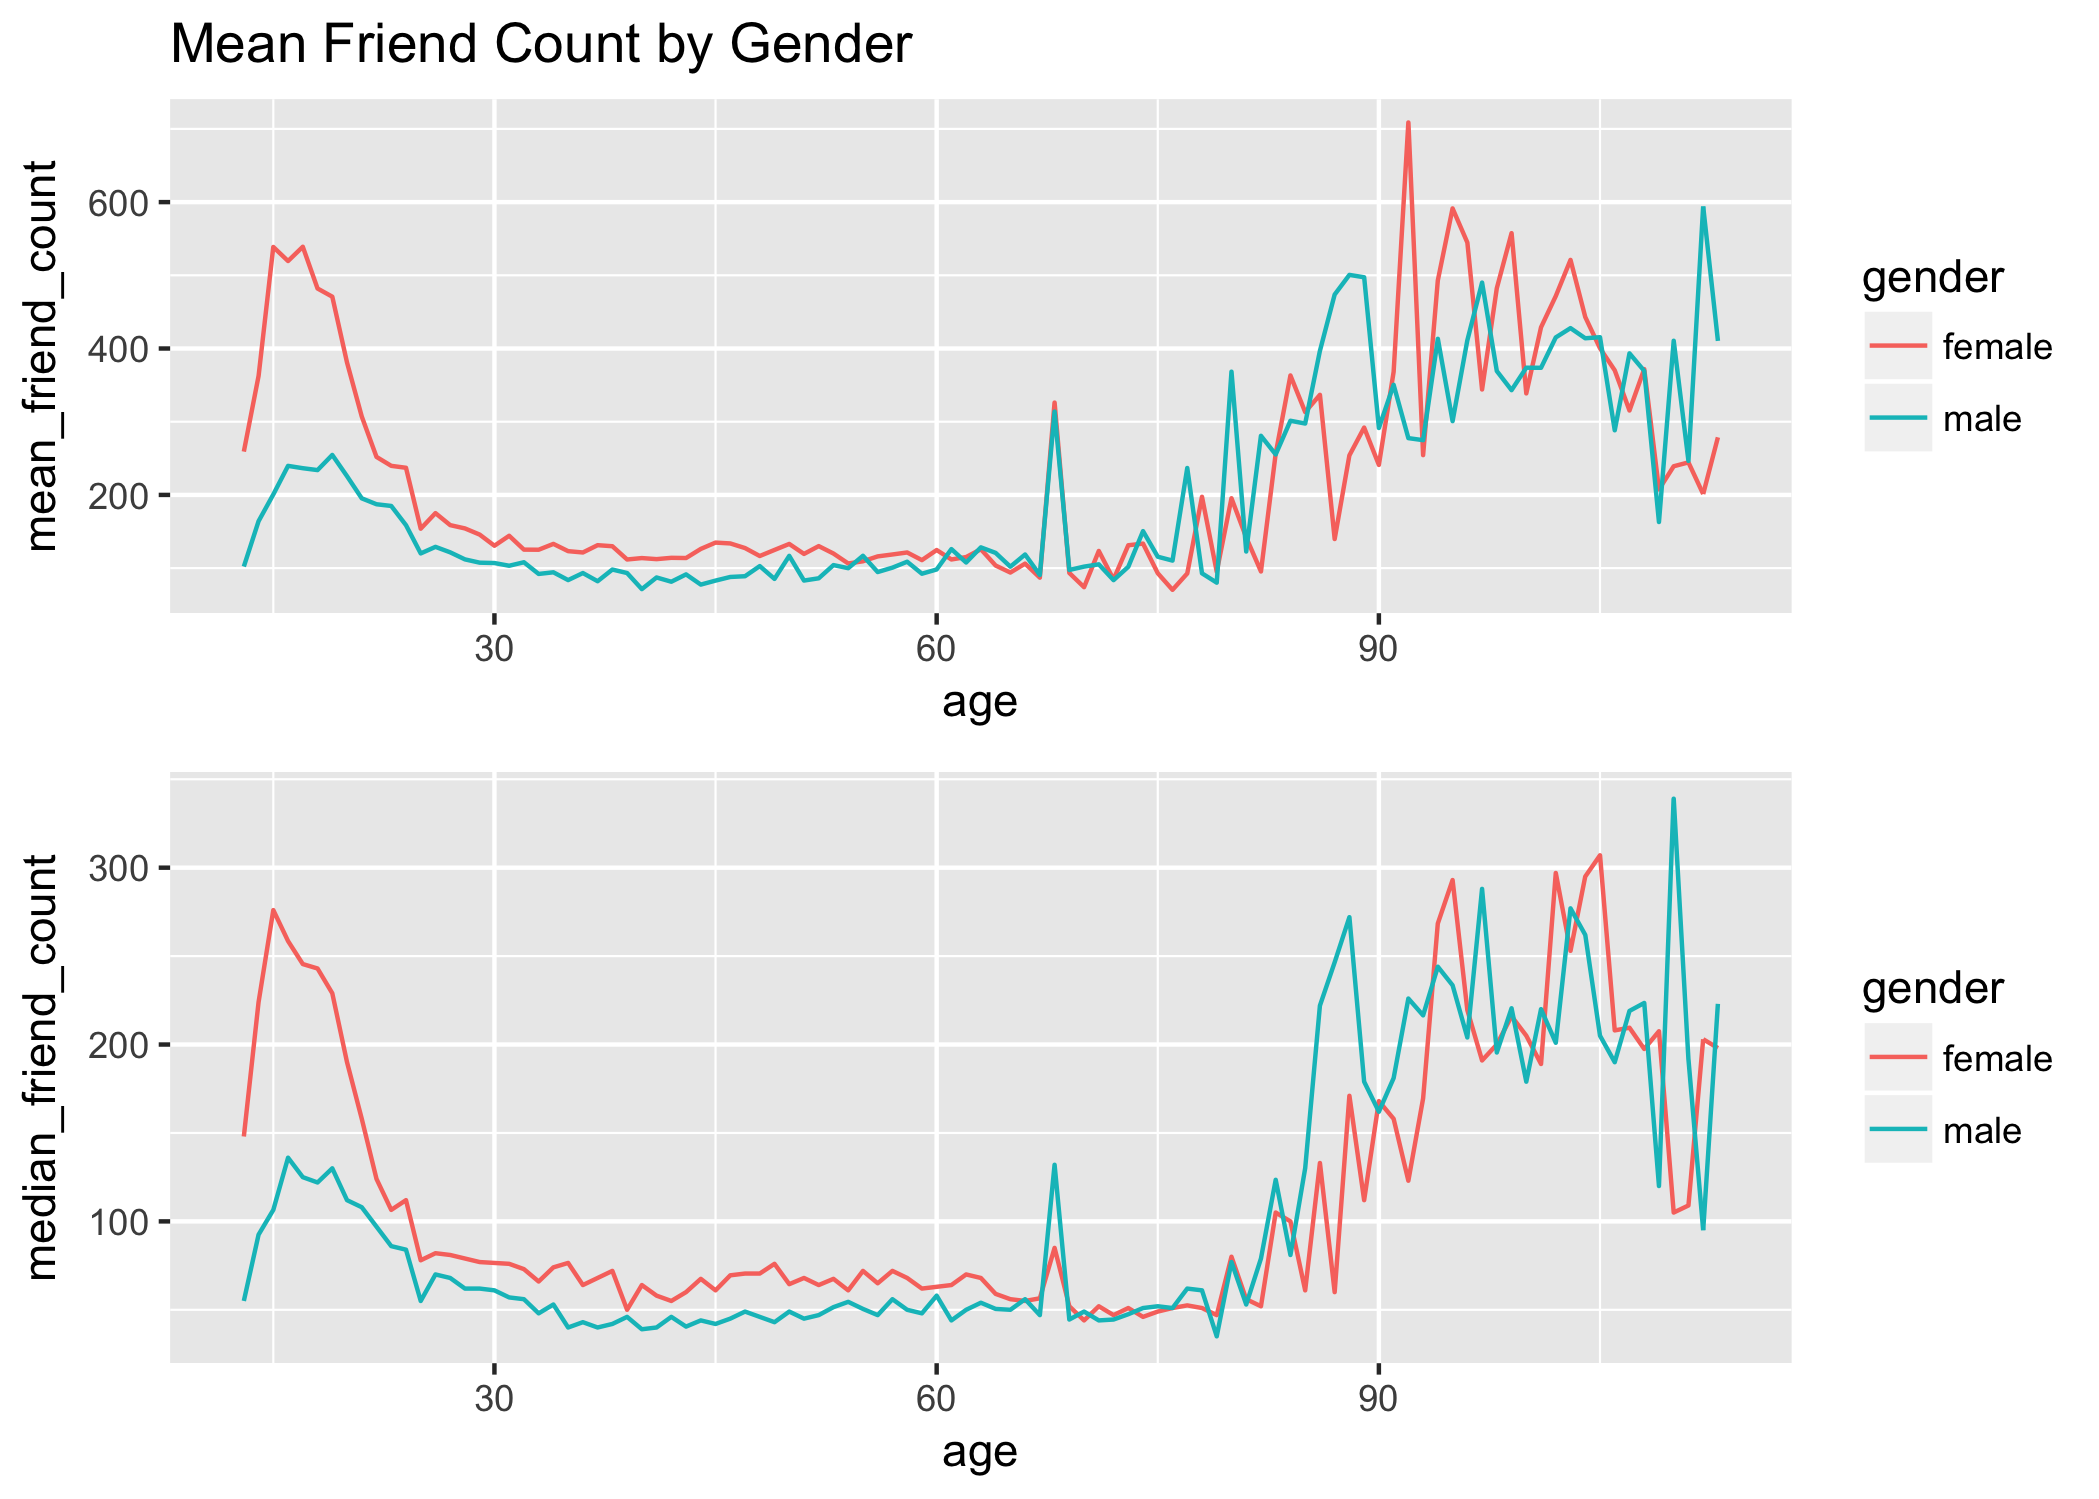 Mean Friend Count by Gender
mean_friend_count
600
400
200
30 60 90
age
gender
female
male
median_friend_count
300
200
100
30 60 90
age
gender
female
male